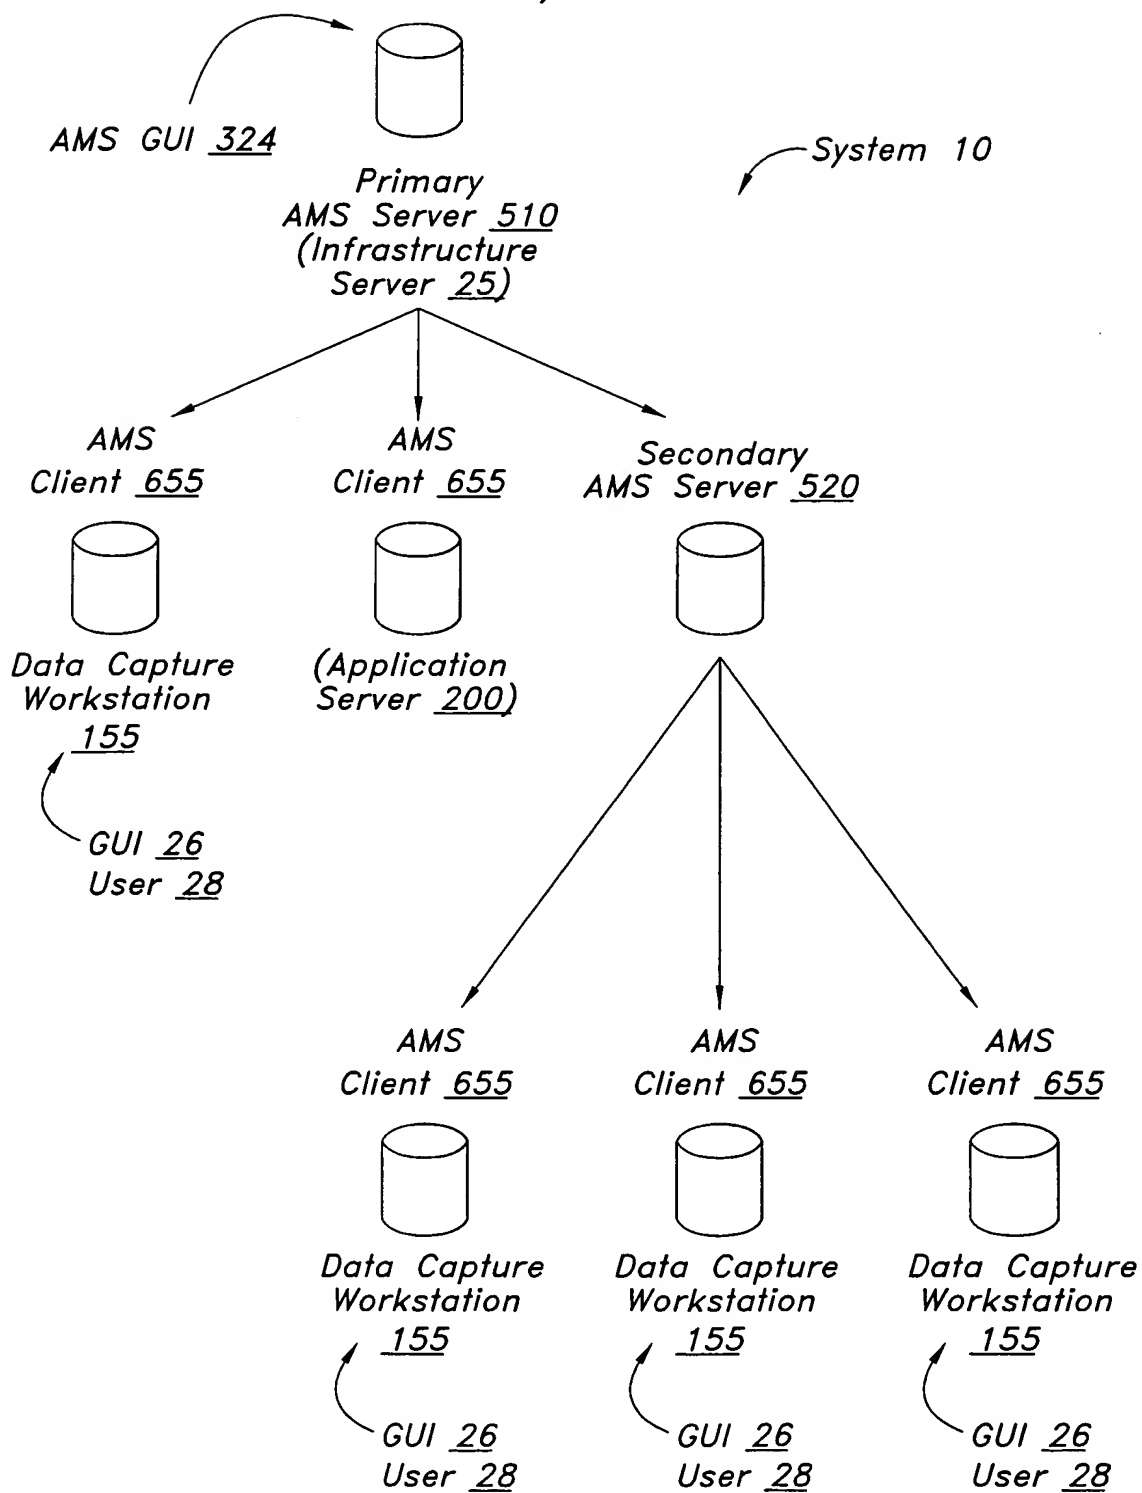 AMS GUI 324
System 10
Primary
AMS Server 510
(Infrastructure
Server 25)
AMS
Client 655
AMS
Client 655
Secondary
AMS Server 520
Data Capture
Workstation
155
(Application
Server 200)
GUI 26
User 28
AMS
Client 655
AMS
Client 655
AMS
Client 655
Data Capture
Workstation
155
Data Capture
Workstation
155
Data Capture
Workstation
155
GUI 26
User 28
GUI 26
User 28
GUI 26
User 28